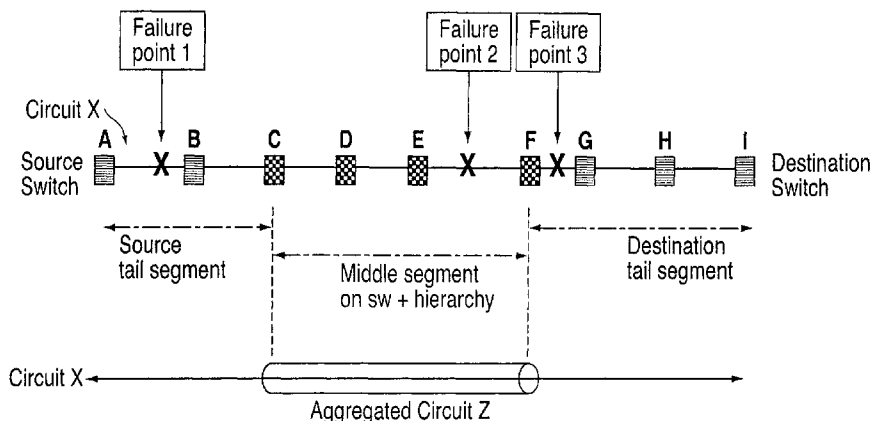 Failure
point 1
Failure
point 2
Failure
point 3
Circuit X
A
B
C
D
E
F
G
H
I
Source
Switch
X
X
X
Destination
Switch
Source
tail segment
Middle segment
on sw + hierarchy
Destination
tail segment
Circuit X
Aggregated Circuit Z